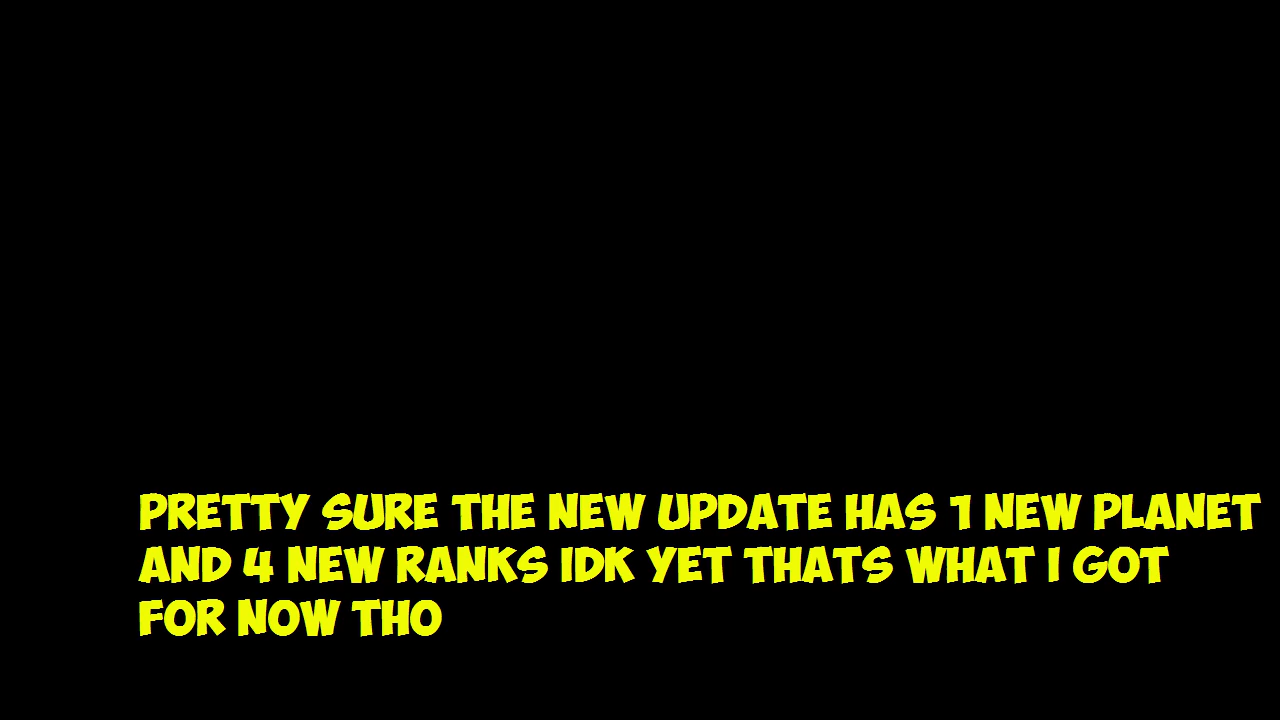 PRETTY SURE THE NEW UPDATE HAS 1 NEW PLANET
AND 4 NEW RANKS IDK YET THATS WHAT I GOT
FOR NOW THO